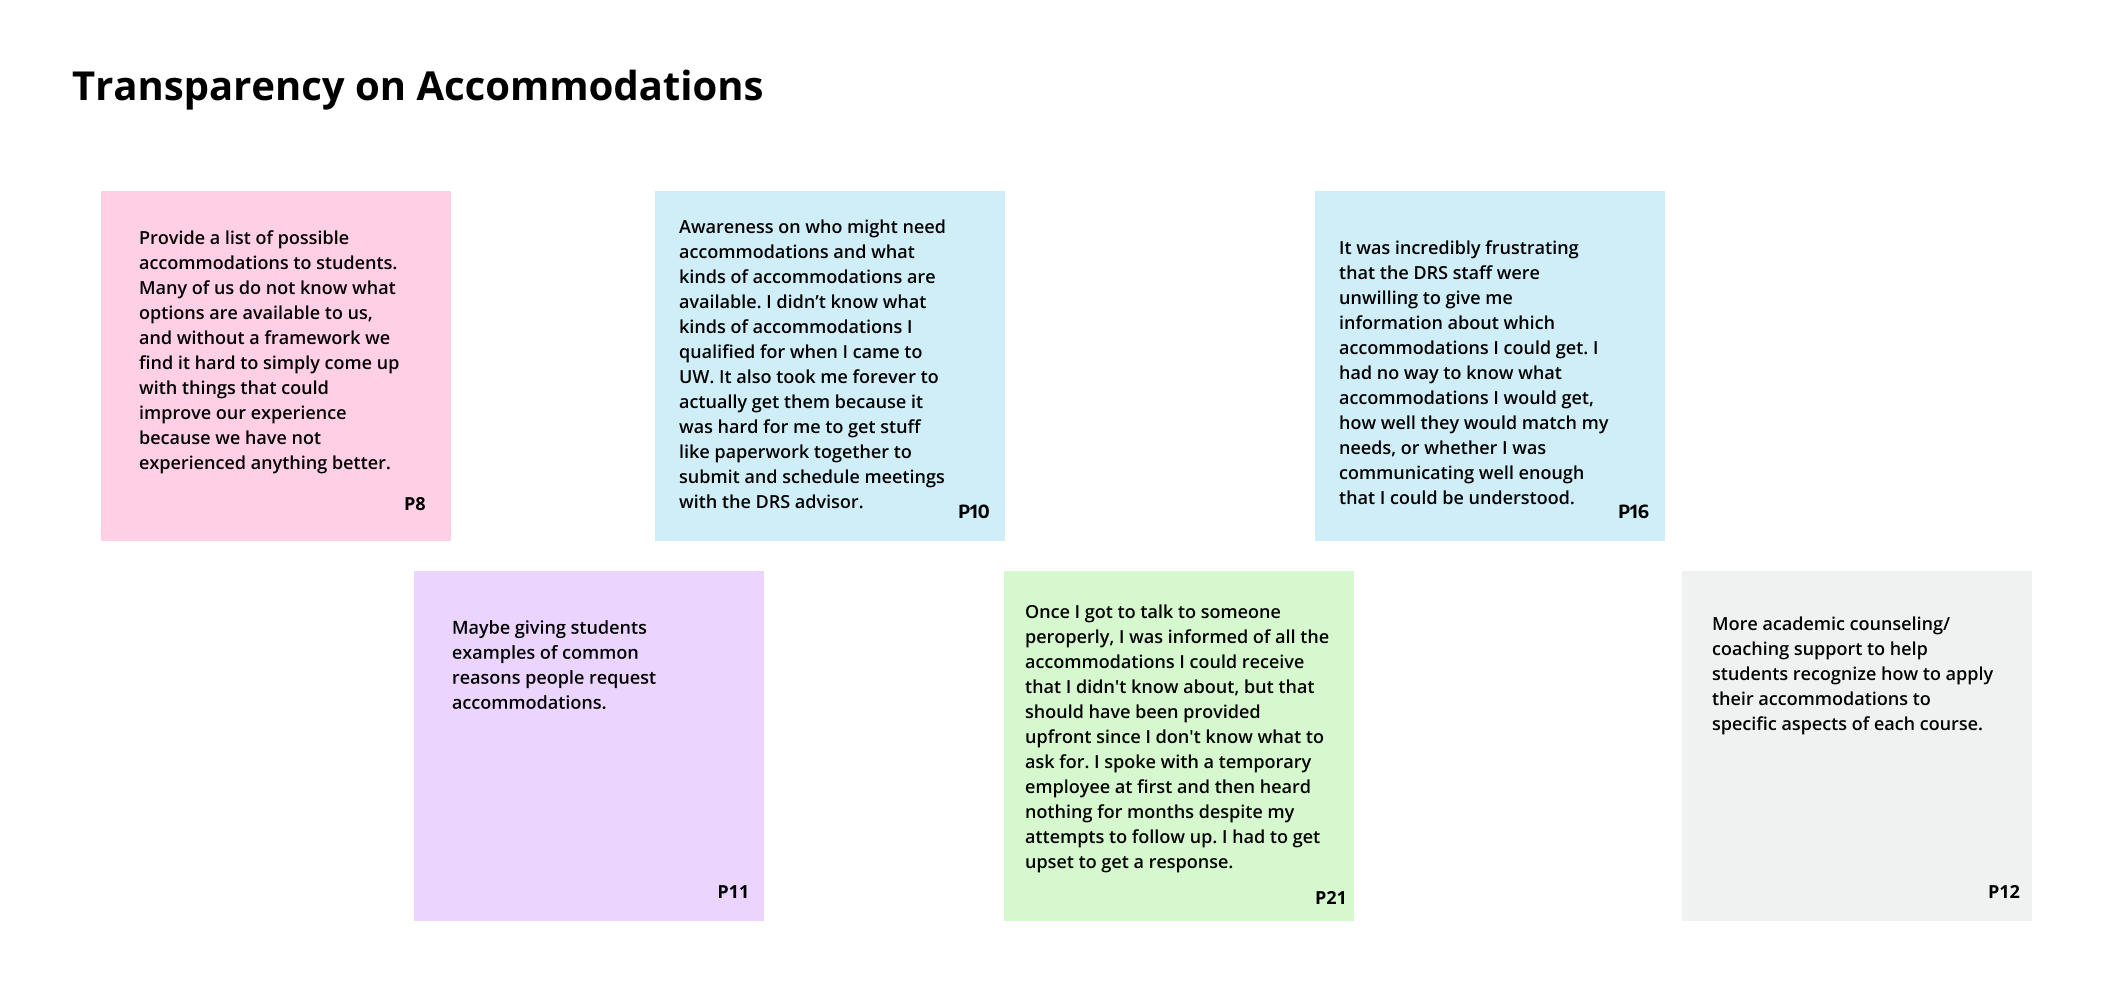 Transparency on Accommodations
Provide a list of possible
accommodations to students.
Many of us do not know what
options are available to us,
and without a framework we
find it hard to simply come up
with things that could
improve our experience
because we have not
experienced anything better.
P8
Awareness on who might need
accommodations and what
kinds of accommodations are
available. I didn’t know what
kinds of accommodations I
qualified for when I came to
UW. It also took me forever to
actually get them because it
was hard for me to get stuff
like paperwork together to
submit and schedule meetings
with the DRS advisor.
P10
It was incredibly frustrating
that the DRS staff were
unwilling to give me
information about which
accommodations I could get. I
had no way to know what
accommodations I would get,
how well they would match my
needs, or whether I was
communicating well enough
that I could be understood.
P16
Maybe giving students
examples of common
reasons people request
accommodations.
P11
Once I got to talk to someone
peroperly, I was informed of all the
accommodations I could receive
that I didn't know about, but that
should have been provided
upfront since I don't know what to
ask for. I spoke with a temporary
employee at first and then heard
nothing for months despite my
attempts to follow up. I had to get
upset to get a response.
P21
More academic counseling/
coaching support to help
students recognize how to apply
their accommodations to
specific aspects of each course.
P12